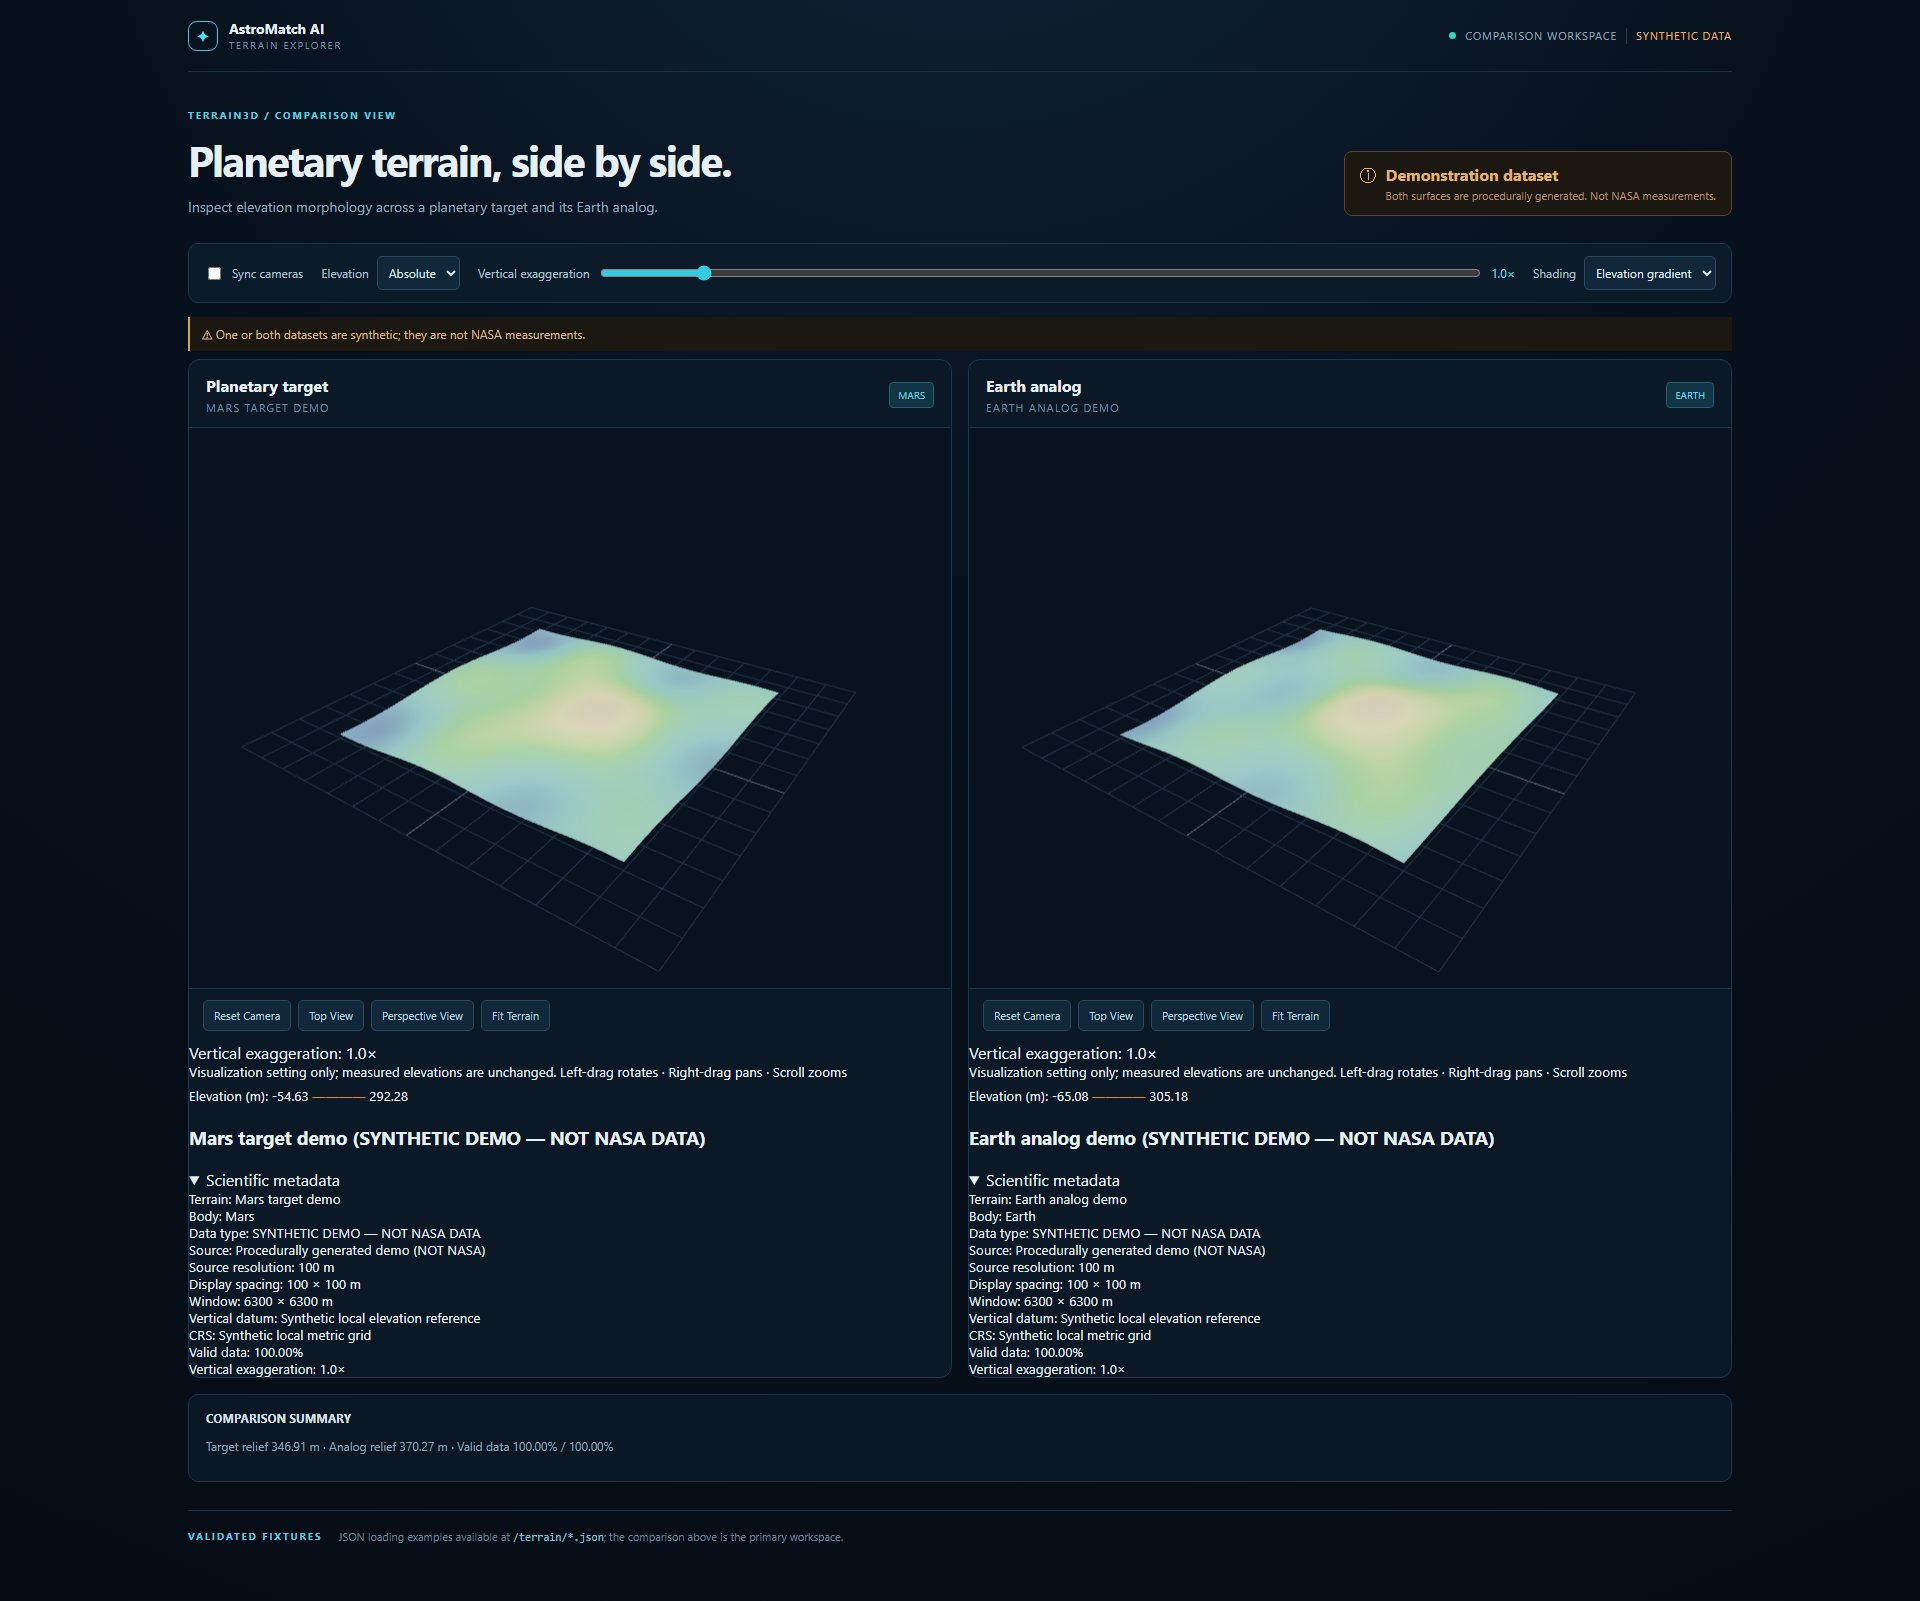 AstroMatch AI
TERRAIN EXPLORER
COMPARISON WORKSPACE
SYNTHETIC DATA
TERRAIN3D / COMPARISON VIEW
Planetary terrain, side by side.
Inspect elevation morphology across a planetary target and its Earth analog.
Demonstration dataset
Both surfaces are procedurally generated. Not NASA measurements.
Sync cameras Elevation Absolute Vertical exaggeration 1.0× Shading Elevation gradient
⚠ One or both datasets are synthetic; they are not NASA measurements.
Planetary target
MARS TARGET DEMO
MARS
Reset Camera Top View Perspective View Fit Terrain
Vertical exaggeration: 1.0×
Visualization setting only; measured elevations are unchanged. Left-drag rotates · Right-drag pans · Scroll zooms
Elevation (m): -54.63 ———— 292.28
Mars target demo (SYNTHETIC DEMO — NOT NASA DATA)
▼ Scientific metadata
Terrain: Mars target demo
Body: Mars
Data type: SYNTHETIC DEMO — NOT NASA DATA
Source: Procedurally generated demo (NOT NASA)
Source resolution: 100 m
Display spacing: 100 × 100 m
Window: 6300 × 6300 m
Vertical datum: Synthetic local elevation reference
CRS: Synthetic local metric grid
Valid data: 100.00%
Vertical exaggeration: 1.0×
Earth analog
EARTH ANALOG DEMO
EARTH
Reset Camera Top View Perspective View Fit Terrain
Vertical exaggeration: 1.0×
Visualization setting only; measured elevations are unchanged. Left-drag rotates · Right-drag pans · Scroll zooms
Elevation (m): -65.08 ———— 305.18
Earth analog demo (SYNTHETIC DEMO — NOT NASA DATA)
▼ Scientific metadata
Terrain: Earth analog demo
Body: Earth
Data type: SYNTHETIC DEMO — NOT NASA DATA
Source: Procedurally generated demo (NOT NASA)
Source resolution: 100 m
Display spacing: 100 × 100 m
Window: 6300 × 6300 m
Vertical datum: Synthetic local elevation reference
CRS: Synthetic local metric grid
Valid data: 100.00%
Vertical exaggeration: 1.0×
COMPARISON SUMMARY
Target relief 346.91 m · Analog relief 370.27 m · Valid data 100.00% / 100.00%
VALIDATED FIXTURES JSON loading examples available at /terrain/*.json; the comparison above is the primary workspace.